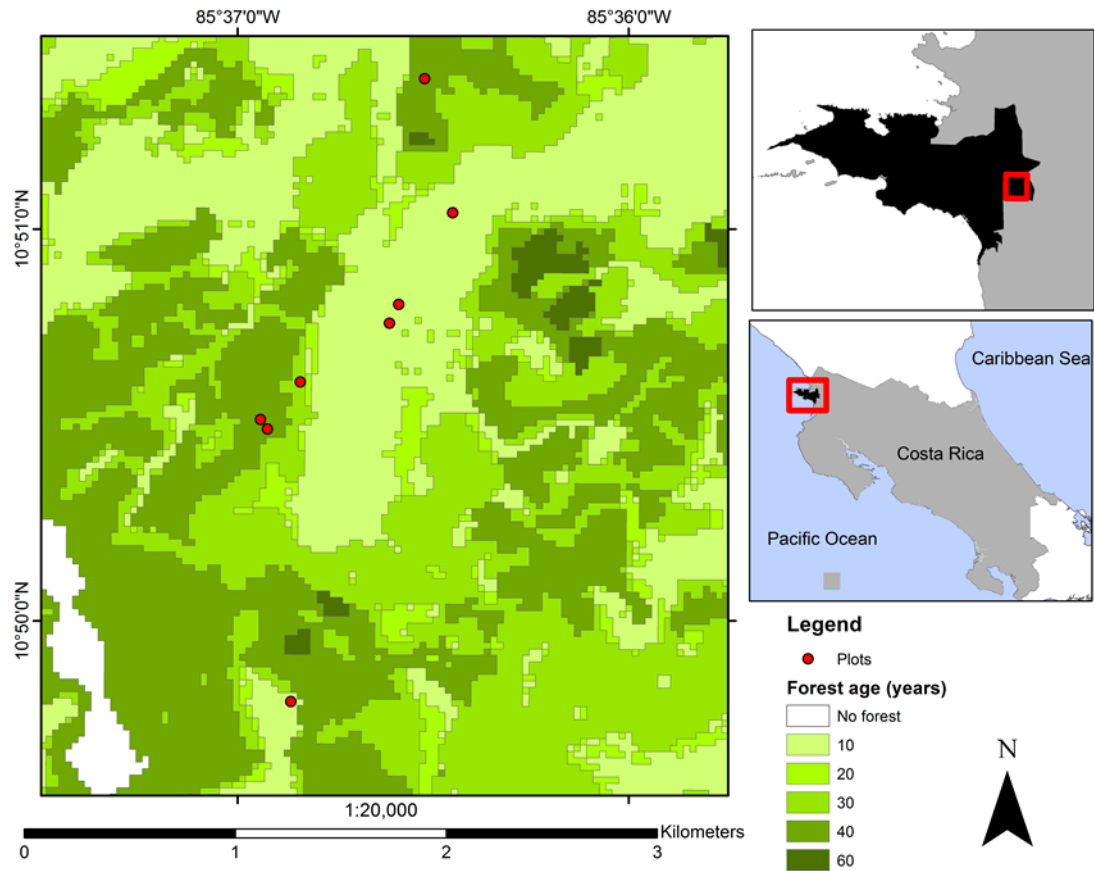 85°37'0"W
85°36'0"W
10°51'0"N
10°50'0"N
1:20,000
Kilometers
0
1
2
3
Caribbean Sea
Costa Rica
Pacific Ocean
Legend
Plots
Forest age (years)
No forest
10
20
30
40
60
N